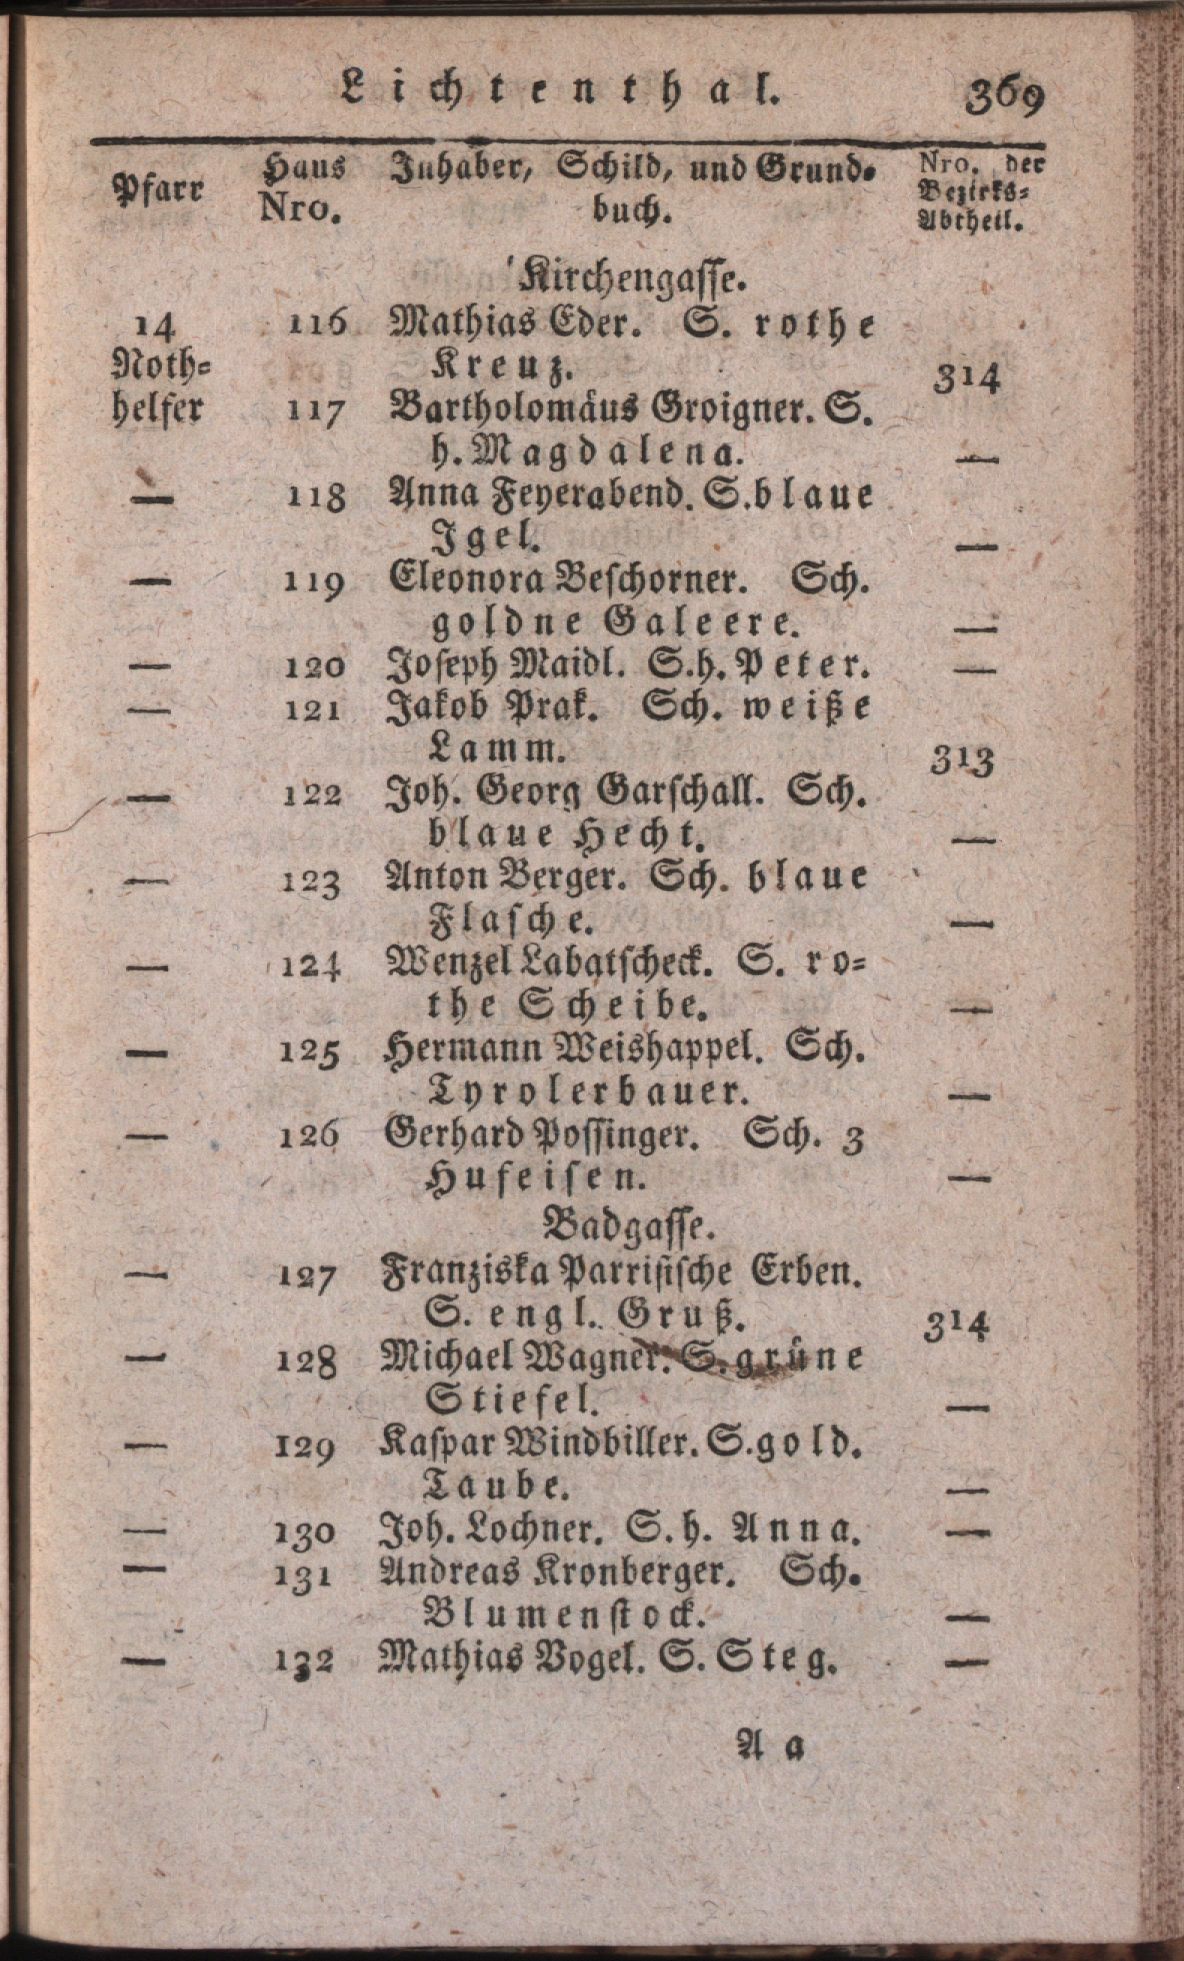 Lichtenthal. 369
Pfarr Haus Nro. Inhaber, Schild, und Grund- Nro. der
buch. Bezirks-
Abtheil.
Kirchengasse.
14 116 Mathias Eder. S. rothe
Noth- Kreuz. 314
helfer 117 Bartholomäus Groigner. S.
h. Magdalena. —
— 118 Anna Feyerabend. S. blaue
Igel. —
— 119 Eleonora Beschorner. Sch.
goldne Galeere. —
— 120 Joseph Maidl. S. h. Peter. —
— 121 Jakob Prak. Sch. weiße
Lamm. 313
— 122 Joh. Georg Garschall. Sch.
blaue Hecht. —
— 123 Anton Berger. Sch. blaue
Flasche. —
— 124 Wenzel Labatscheck. S. ro-
the Scheibe. —
— 125 Hermann Weishappel. Sch.
Tyrolerbauer. —
— 126 Gerhard Possinger. Sch. 3
Hufeisen. —
Badgasse.
— 127 Franziska Parrisische Erben.
S. engl. Gruß. 314
— 128 Michael Wagner. S. grüne
Stiefel. —
— 129 Kaspar Windbiller. S. gold.
Taube. —
— 130 Joh. Lochner. S. h. Anna. —
— 131 Andreas Kronberger. Sch.
Blumenstock. —
— 132 Mathias Vogel. S. Steg. —
A a